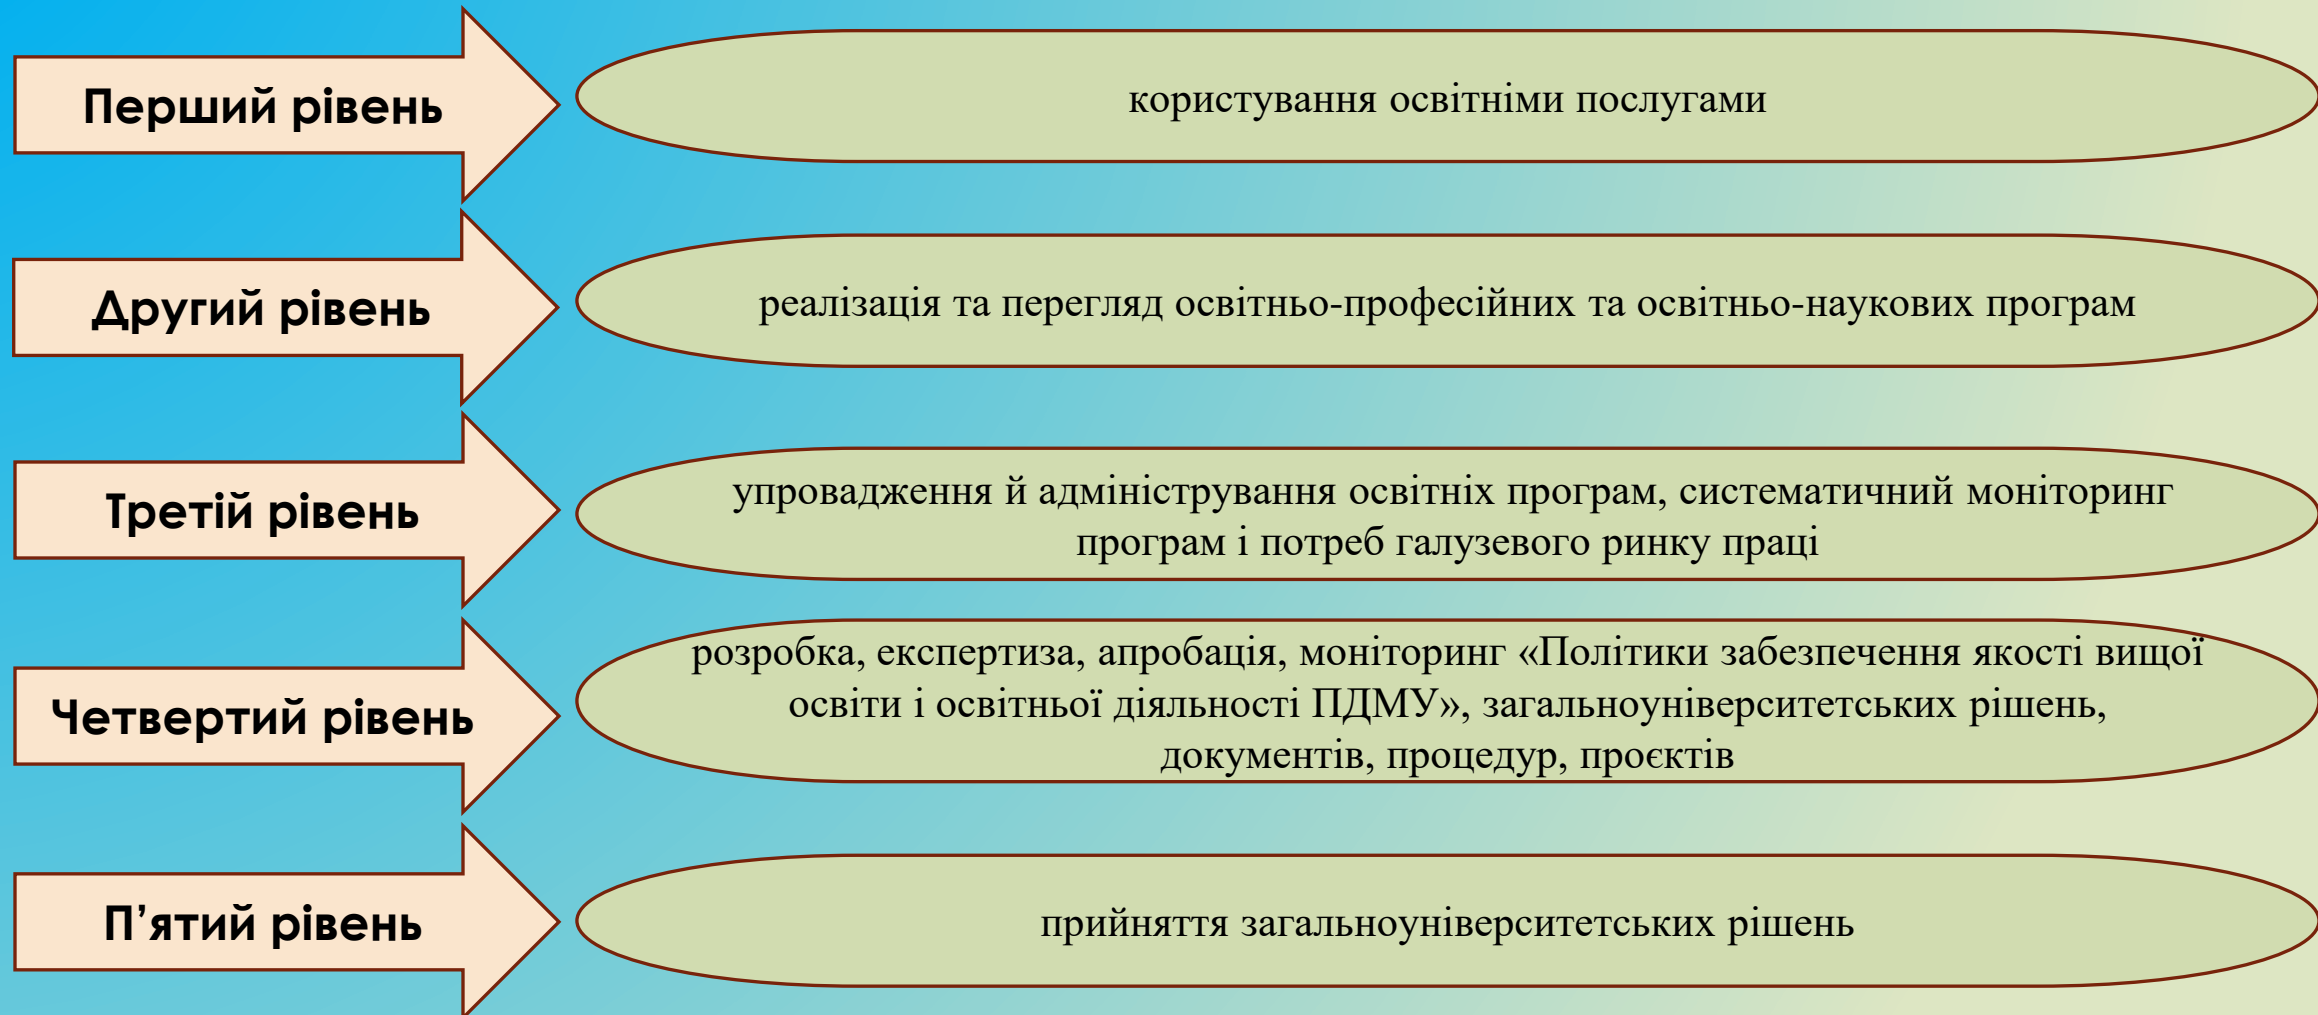 Перший рівень
користування освітніми послугами
Другий рівень
реалізація та перегляд освітньо-професійних та освітньо-наукових програм
Третій рівень
упровадження й адміністрування освітніх програм, систематичний моніторинг
програм і потреб галузевого ринку праці
Четвертий рівень
розробка, експертиза, апробація, моніторинг «Політики забезпечення якості вищої
освіти і освітньої діяльності ПДМУ», загальноуніверситетських рішень,
документів, процедур, проєктів
П’ятий рівень
прийняття загальноуніверситетських рішень